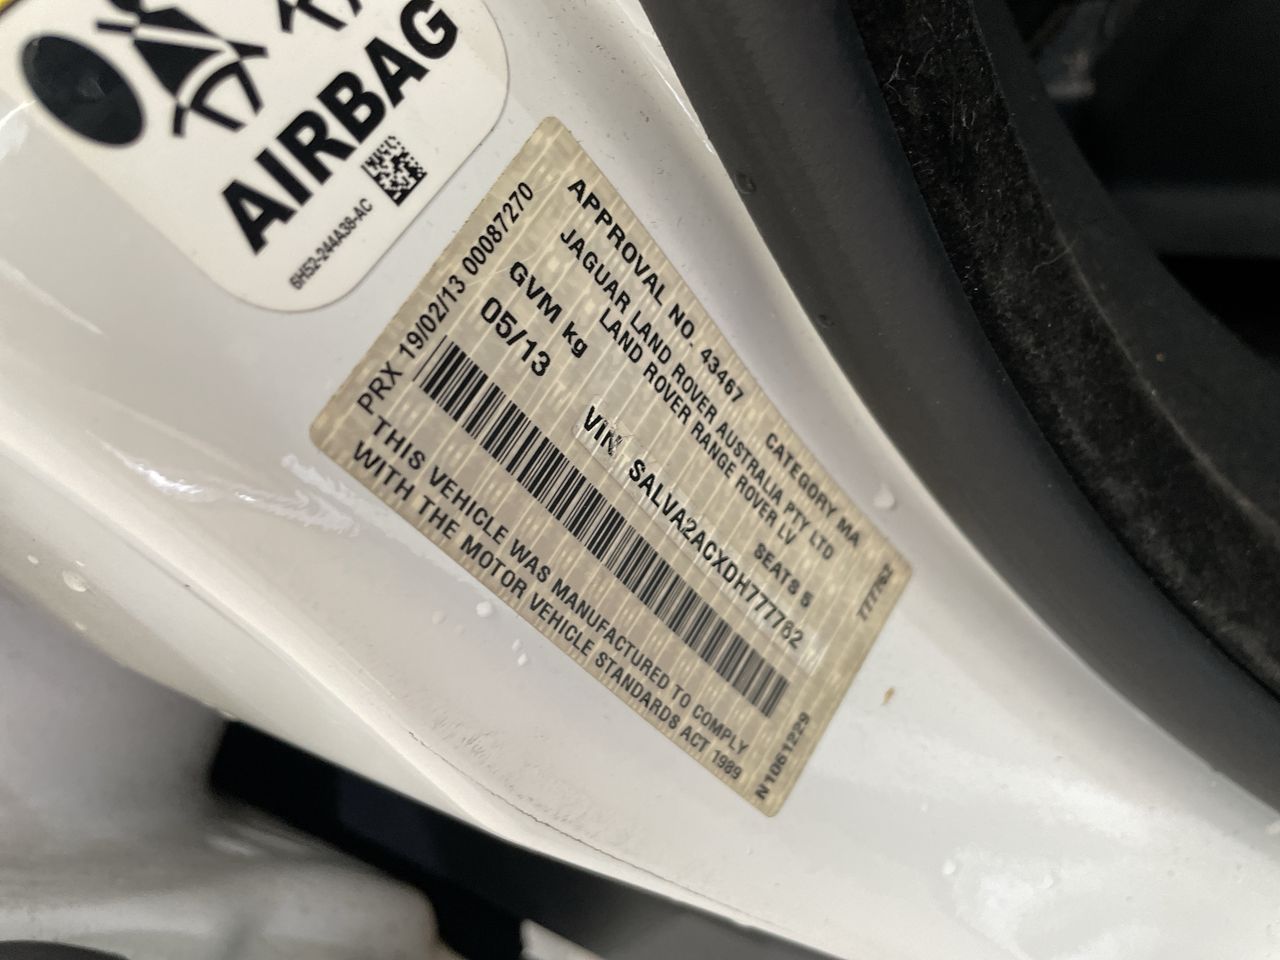 AIRBAG
6H52-244A38-AC
APPROVAL NO. 43467 CATEGORY MA
JAGUAR LAND ROVER AUSTRALIA PTY LTD
LAND ROVER RANGE ROVER LV
GVM kg SEATS 5
05/13
VIN SALVA2ACXDH777762
THIS VEHICLE WAS MANUFACTURED TO COMPLY
WITH THE MOTOR VEHICLE STANDARDS ACT 1989
PRX 19/02/13 00087270
777762
N1061229